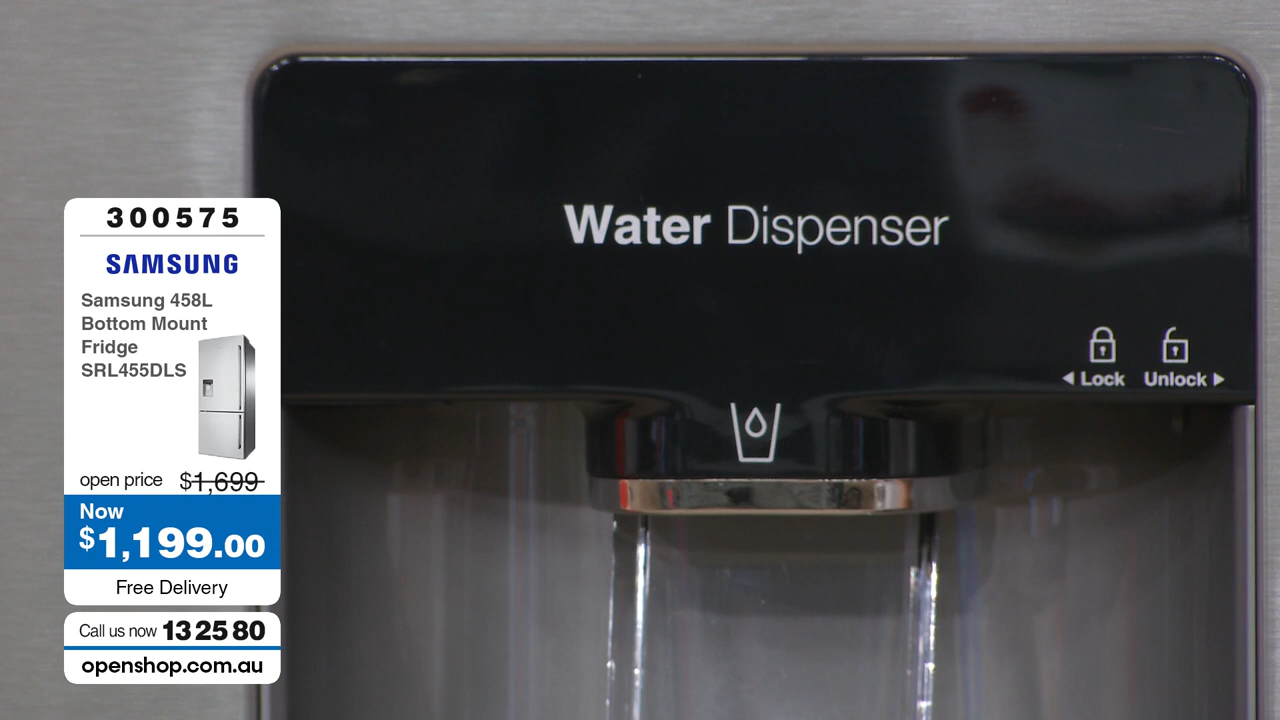 Water Dispenser
◀ Lock Unlock ▶
300575
SAMSUNG
Samsung 458L
Bottom Mount
Fridge
SRL455DLS
open price $1,699
Now
$1,199.00
Free Delivery
Call us now 13 25 80
openshop.com.au